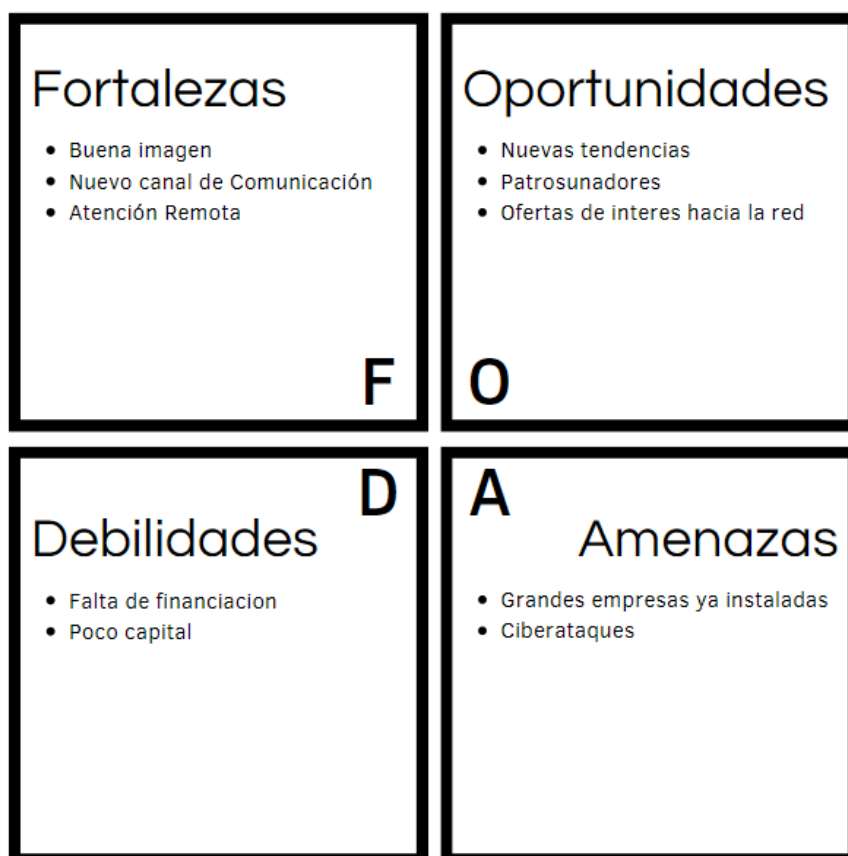 Fortalezas
• Buena imagen
• Nuevo canal de Comunicación
• Atención Remota
F
Oportunidades
• Nuevas tendencias
• Patrosunadores
• Ofertas de interes hacia la red
O
D
Debilidades
• Falta de financiacion
• Poco capital
A
Amenazas
• Grandes empresas ya instaladas
• Ciberataques